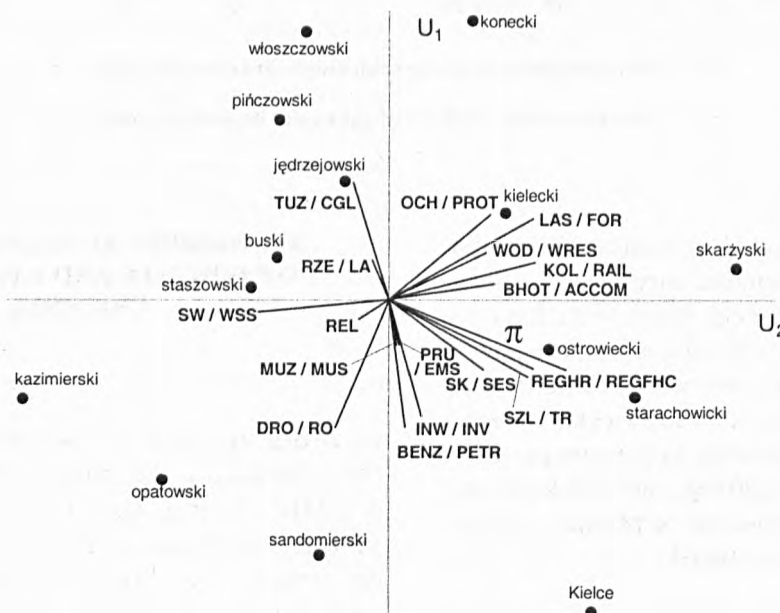 konecki
U1
włoszczowski
pińczowski
jędrzejowski
TUZ / CGL
OCH / PROT
kielecki
LAS / FOR
buski
RZE / LA
WOD / WRES
KOL / RAIL
skarżyski
staszowski
BHOT / ACCOM
SW / WSS
REL
π
U2
ostrowiecki
MUZ / MUS
PRU
/ EMS
kazimierski
SK / SES
REGHR / REGFHC
starachowicki
SZL / TR
DRO / RO
INW / INV
BENZ / PETR
opatowski
sandomierski
Kielce